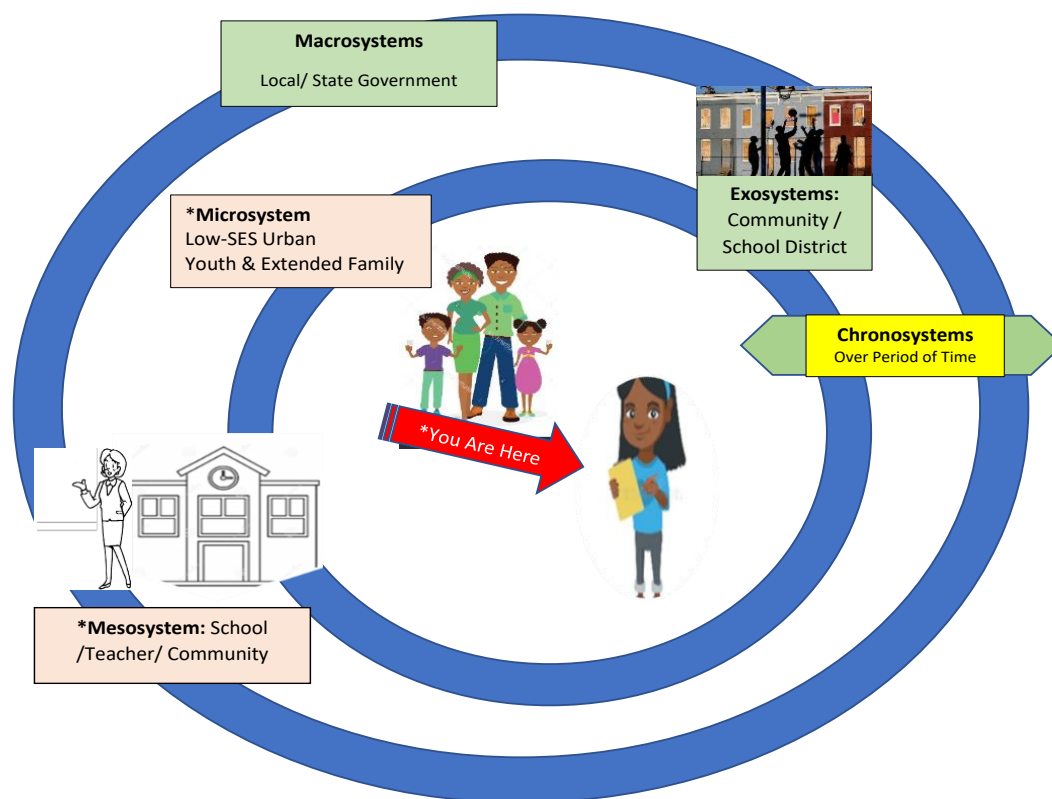 Macrosystems
Local/ State Government
*Microsystem
Low-SES Urban
Youth & Extended Family
Exosystems:
Community /
School District
Chronosystems
Over Period of Time
*You Are Here
*Mesosystem: School
/Teacher/ Community